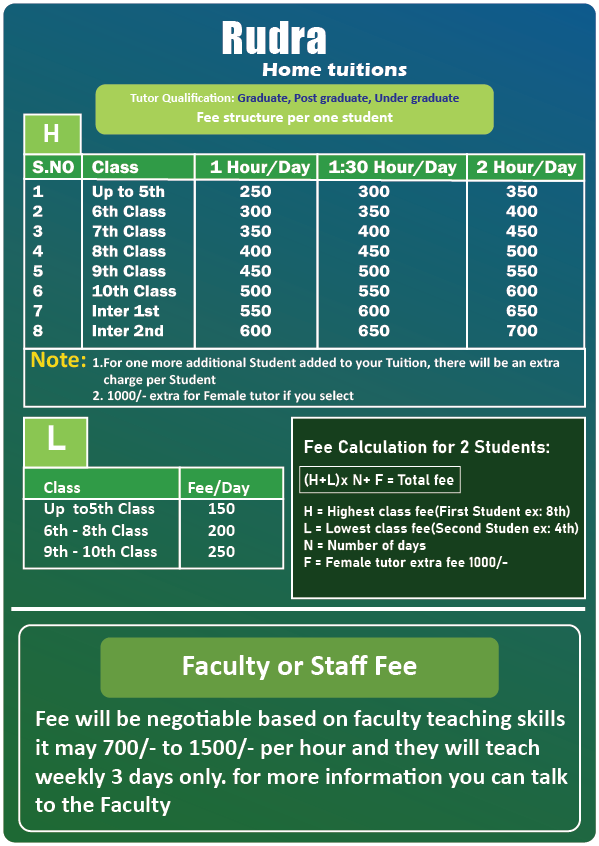 Rudra
Home tuitions
Tutor Qualification: Graduate, Post graduate, Under graduate
Fee structure per one student
H
S.NO Class 1 Hour/Day 1:30 Hour/Day 2 Hour/Day
1 Up to 5th 250 300 350
2 6th Class 300 350 400
3 7th Class 350 400 450
4 8th Class 400 450 500
5 9th Class 450 500 550
6 10th Class 500 550 600
7 Inter 1st 550 600 650
8 Inter 2nd 600 650 700
Note: 1.For one more additional Student added to your Tuition, there will be an extra
charge per Student
2. 1000/- extra for Female tutor if you select
L
Class Fee/Day
Up to5th Class 150
6th - 8th Class 200
9th - 10th Class 250
Fee Calculation for 2 Students:
(H+L)x N+ F = Total fee
H = Highest class fee(First Student ex: 8th)
L = Lowest class fee(Second Studen ex: 4th)
N = Number of days
F = Female tutor extra fee 1000/-
Faculty or Staff Fee
Fee will be negotiable based on faculty teaching skills
it may 700/- to 1500/- per hour and they will teach
weekly 3 days only. for more information you can talk
to the Faculty